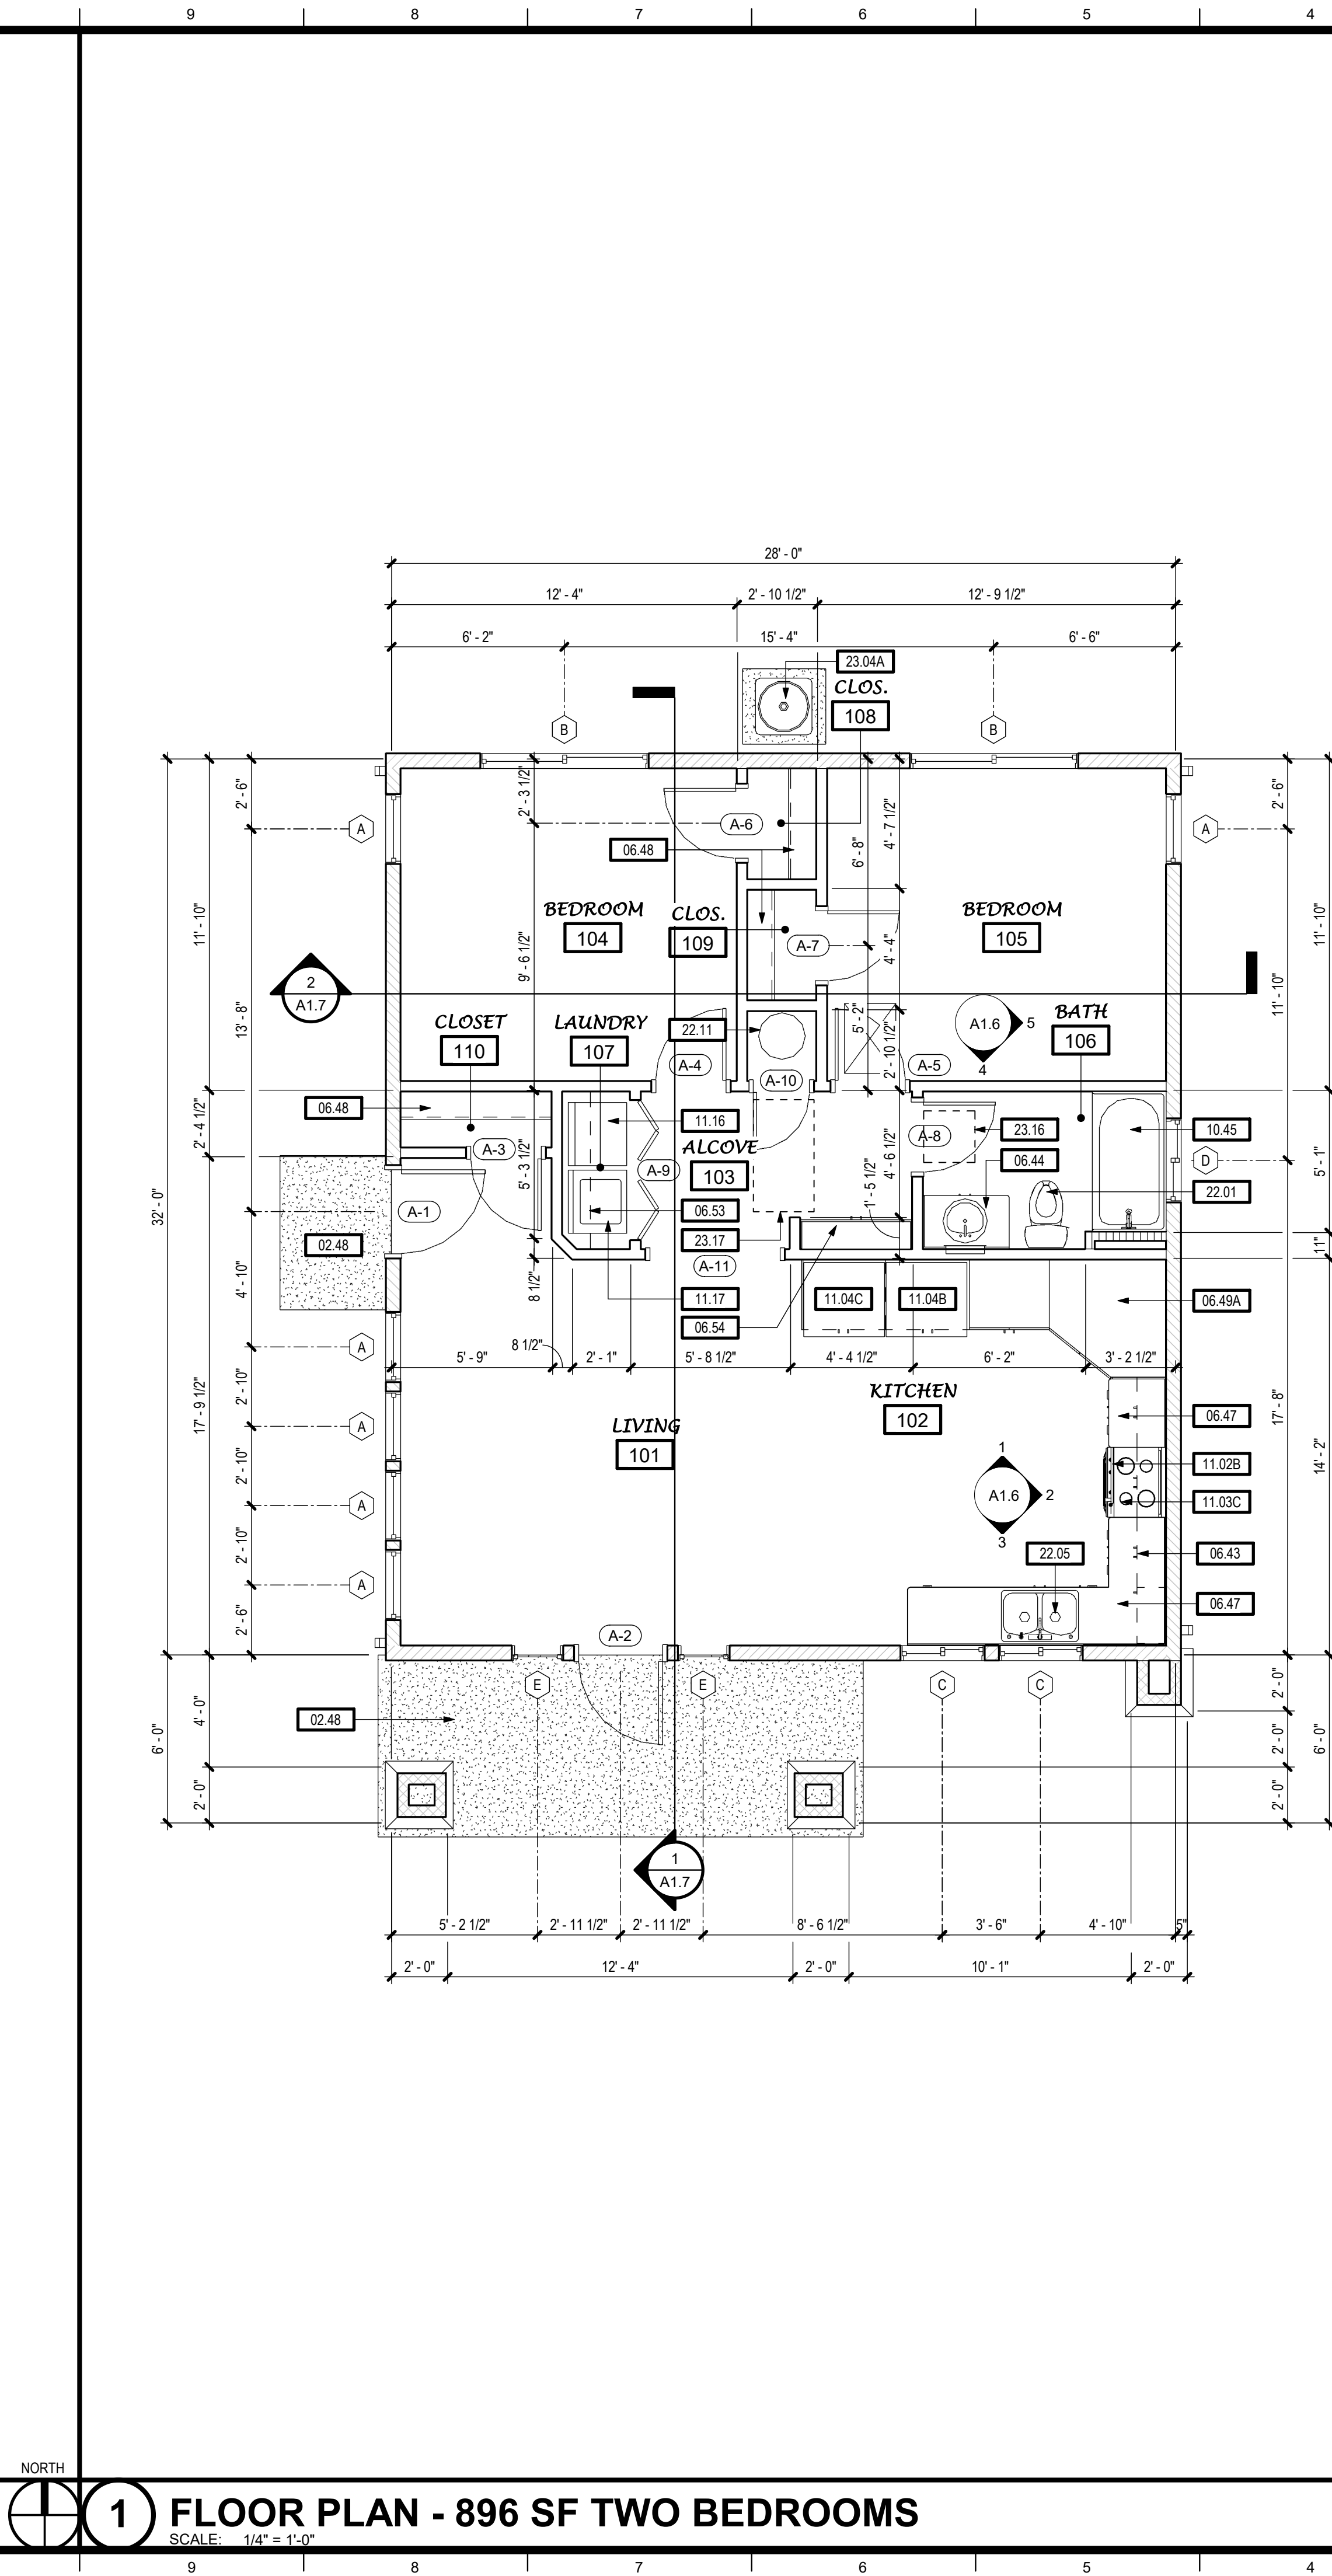 9 8 7 6 5 4
28' - 0"
12' - 4" 2' - 10 1/2" 12' - 9 1/2"
6' - 2" 15' - 4" 6' - 6"
23.04A
CLOS.
108
B B
2' - 6" 2' - 3 1/2" 4' - 7 1/2" 2' - 6"
A A-6 A
06.48 6' - 8"
BEDROOM CLOS. BEDROOM
104 109 105
11' - 10" 9' - 6 1/2" A-7 4' - 4" 11' - 10" 11' - 10"
2
A1.7
13' - 8"
CLOSET LAUNDRY 22.11 5' - 2" A1.6 5 BATH
110 107 4 106
A-4 A-10 2' - 10 1/2" A-5
06.48 11.16 23.16 10.45
2' - 4 1/2" A-3 5' - 3 1/2" A-9 ALCOVE 4' - 6 1/2" A-8 06.44 D 5' - 1"
103
32' - 0" A-1 06.53 1' - 5 1/2" 22.01
02.48 23.17 11"
A-11
4' - 10" 8 1/2" 11.17 11.04C 11.04B 06.49A
06.54
8 1/2"
5' - 9" 2' - 1" 5' - 8 1/2" 4' - 4 1/2" 6' - 2" 3' - 2 1/2"
A
17' - 9 1/2" 2' - 10" KITCHEN 17' - 8"
102 06.47
A LIVING
101
2' - 10" 1 11.02B 14' - 2"
A A1.6 2 11.03C
3
2' - 10" 22.05 06.43
A 06.47
2' - 6" A-2
E E C C
6' - 0" 4' - 0" 02.48 2' - 0" 6' - 0"
2' - 0"
2' - 0" 2' - 0"
1
A1.7
5' - 2 1/2" 2' - 11 1/2" 2' - 11 1/2" 8' - 6 1/2" 3' - 6" 4' - 10" 5"
2' - 0" 12' - 4" 2' - 0" 10' - 1" 2' - 0"
NORTH
1 FLOOR PLAN - 896 SF TWO BEDROOMS
SCALE: 1/4" = 1'-0"
9 8 7 6 5 4